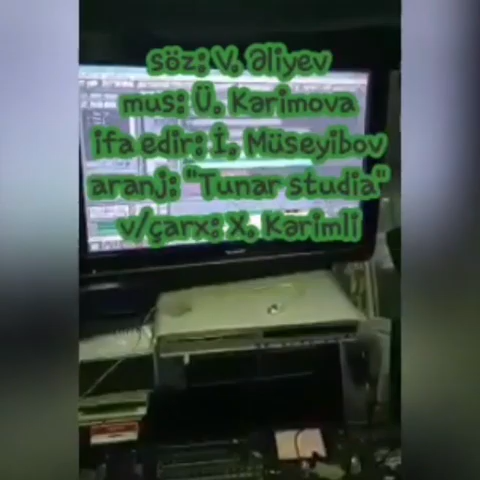 söz: V. Əliyev
mus: Ü. Kərimova
ifa edir: İ. Müseyibov
aranj: "Tunar studia"
v/çarx: X. Kərimli